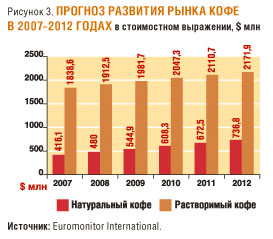 Рисунок 3. ПРОГНОЗ РАЗВИТИЯ РЫНКА КОФЕ
В 2007–2012 ГОДАХ в стоимостном выражении, $ млн
2500
2000
1500
1000
500
0
416,1 1838,6
480 1912,5
544,9 1981,7
608,3 2047,3
672,5 2110,7
736,8 2171,9
$ млн 2007 2008 2009 2010 2011 2012
Натуральный кофе Растворимый кофе
Источник: Euromonitor International.